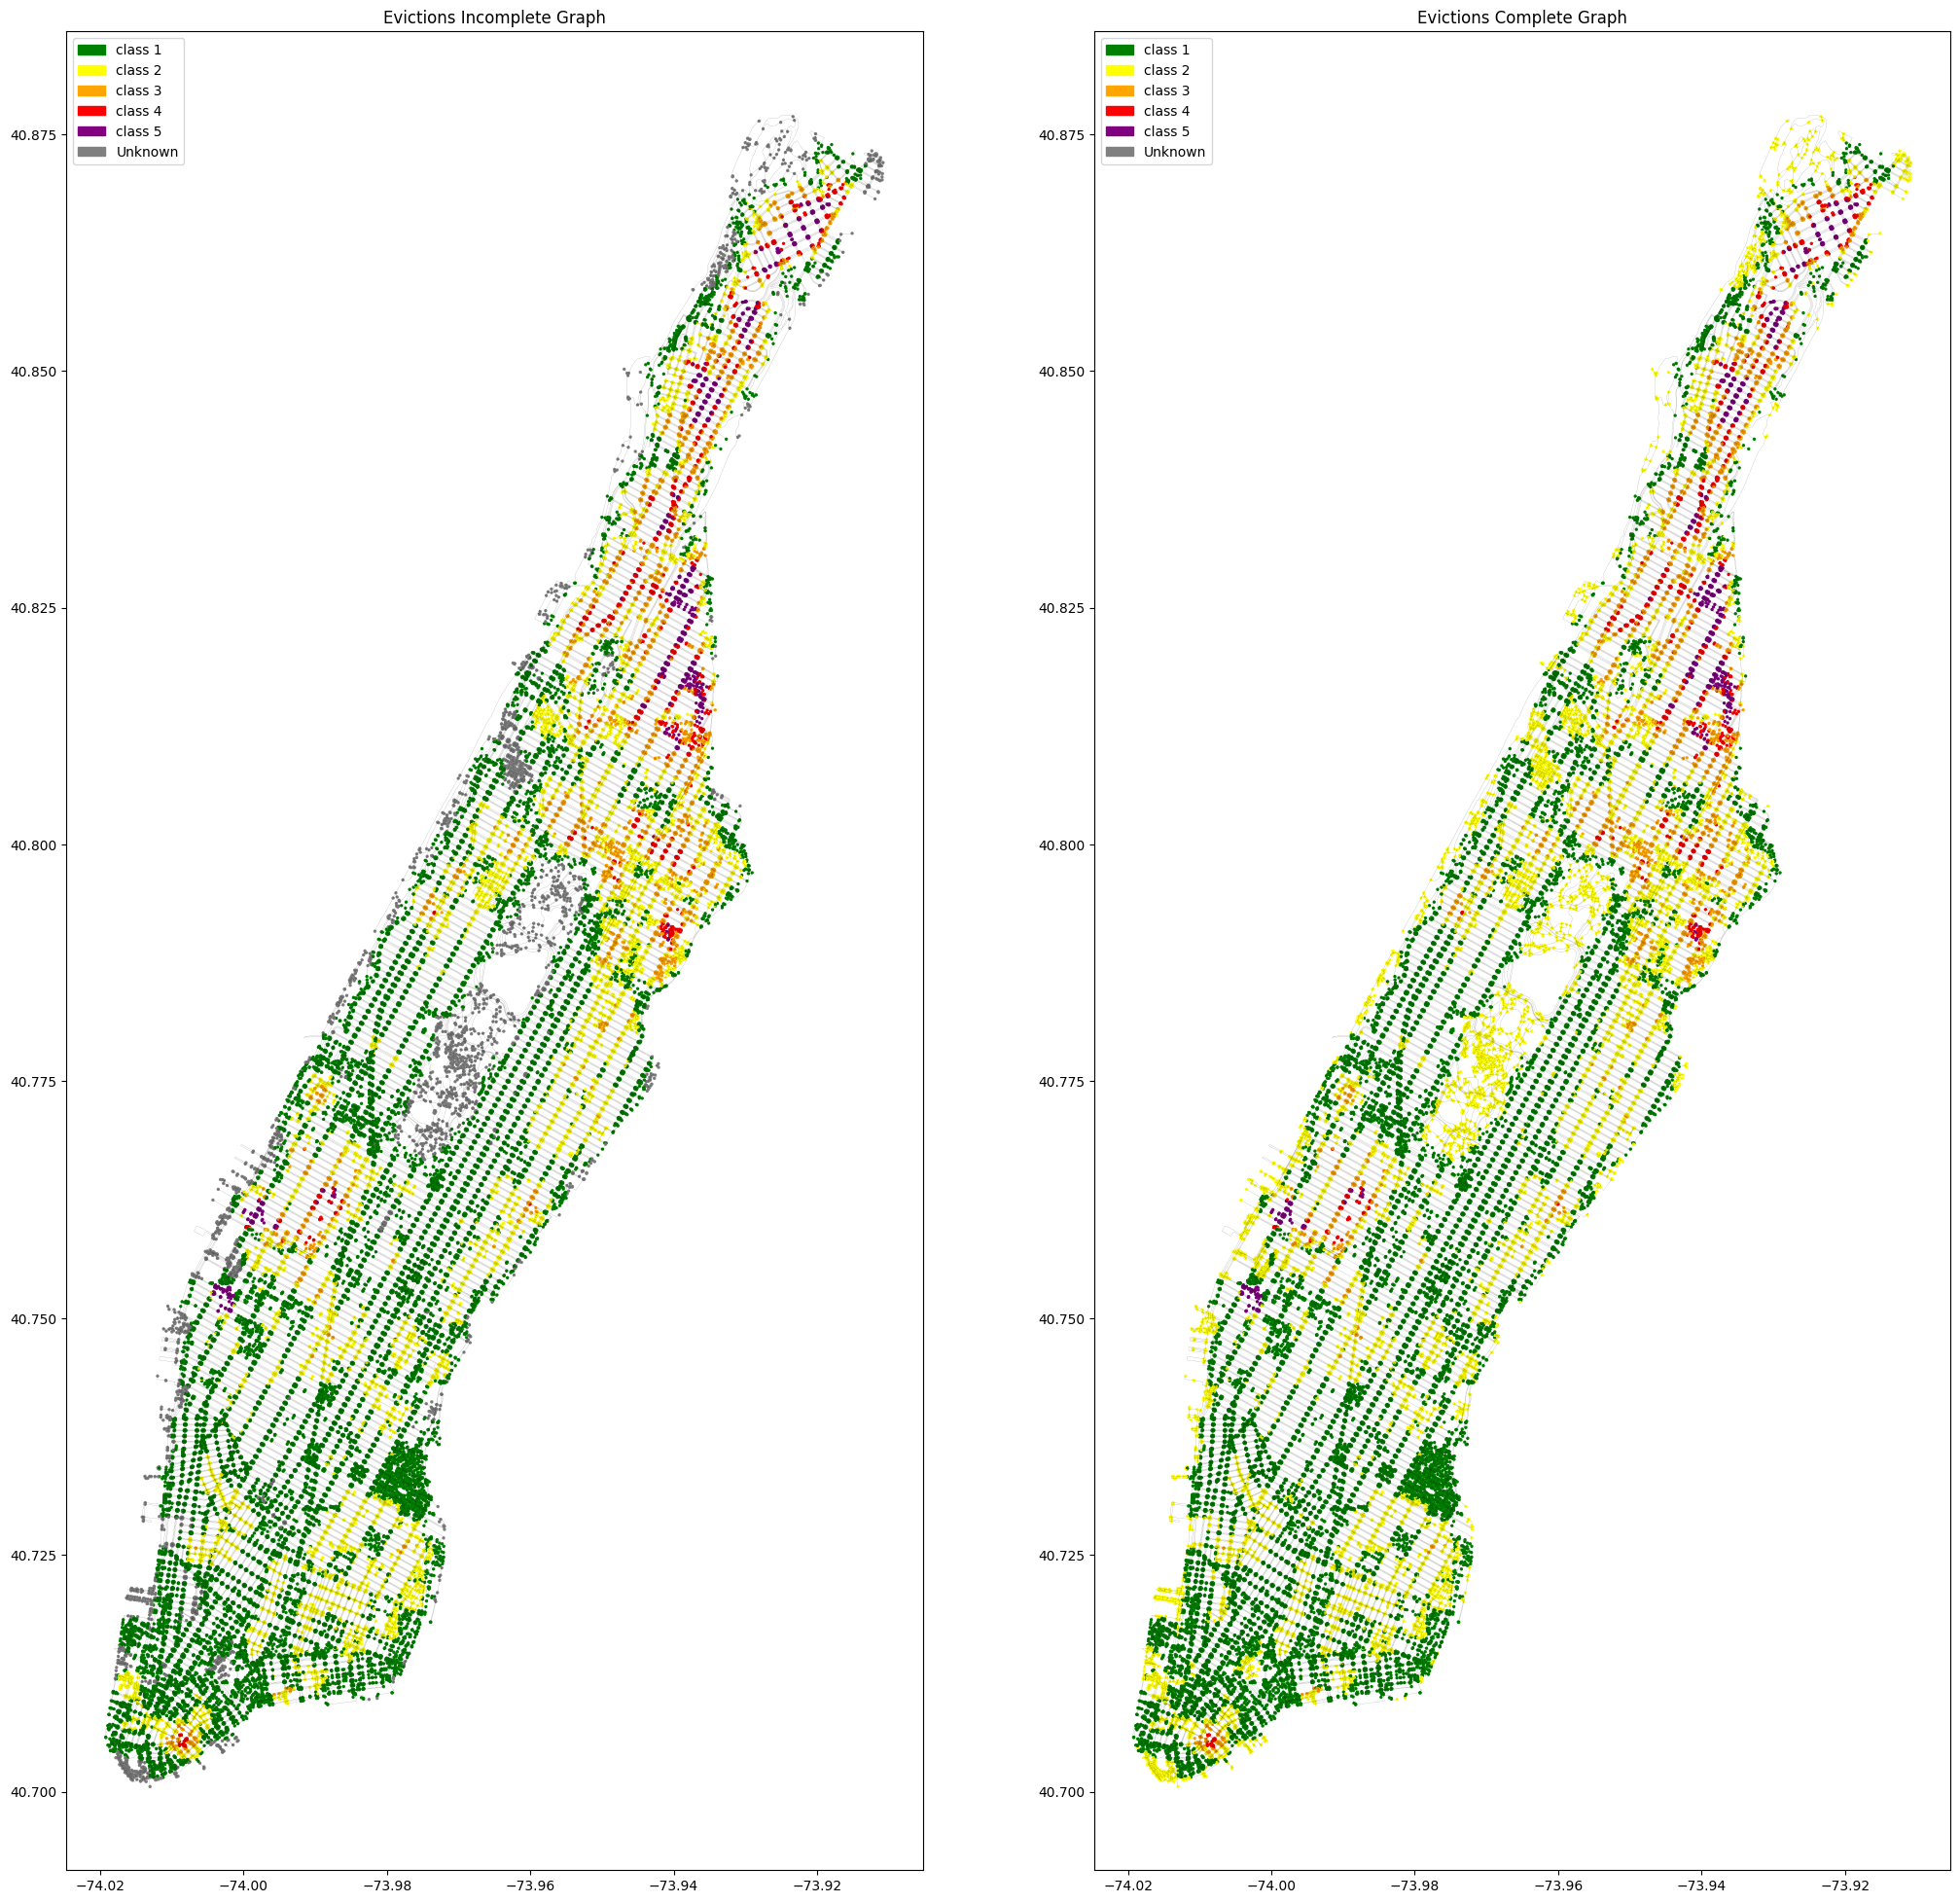 Evictions Incomplete Graph
class 1
class 2
class 3
class 4
class 5
Unknown
40.875
40.850
40.825
40.800
40.775
40.750
40.725
40.700
−74.02 −74.00 −73.98 −73.96 −73.94 −73.92
Evictions Complete Graph
class 1
class 2
class 3
class 4
class 5
Unknown
40.875
40.850
40.825
40.800
40.775
40.750
40.725
40.700
−74.02 −74.00 −73.98 −73.96 −73.94 −73.92